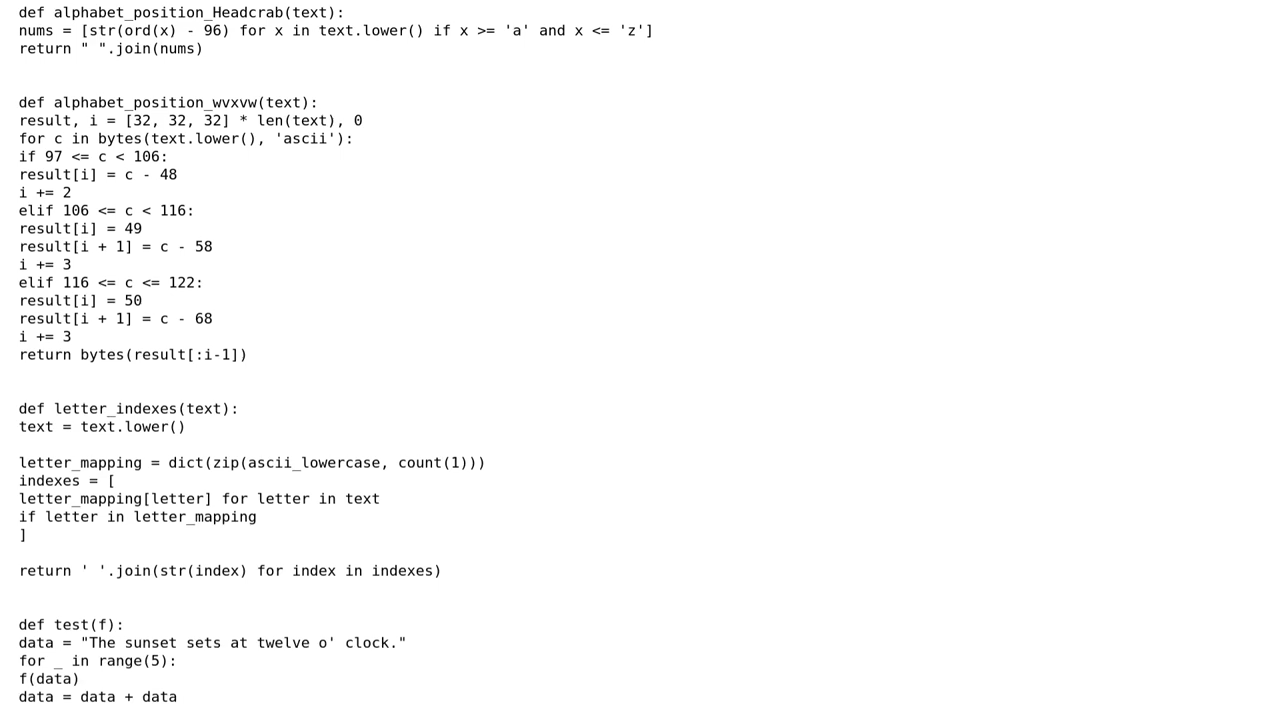 def alphabet_position_Headcrab(text):
nums = [str(ord(x) - 96) for x in text.lower() if x >= 'a' and x <= 'z']
return " ".join(nums)
def alphabet_position_wvxvw(text):
result, i = [32, 32, 32] * len(text), 0
for c in bytes(text.lower(), 'ascii'):
if 97 <= c < 106:
result[i] = c - 48
i += 2
elif 106 <= c < 116:
result[i] = 49
result[i + 1] = c - 58
i += 3
elif 116 <= c <= 122:
result[i] = 50
result[i + 1] = c - 68
i += 3
return bytes(result[:i-1])
def letter_indexes(text):
text = text.lower()
letter_mapping = dict(zip(ascii_lowercase, count(1)))
indexes = [
letter_mapping[letter] for letter in text
if letter in letter_mapping
]
return ' '.join(str(index) for index in indexes)
def test(f):
data = "The sunset sets at twelve o' clock."
for _ in range(5):
f(data)
data = data + data